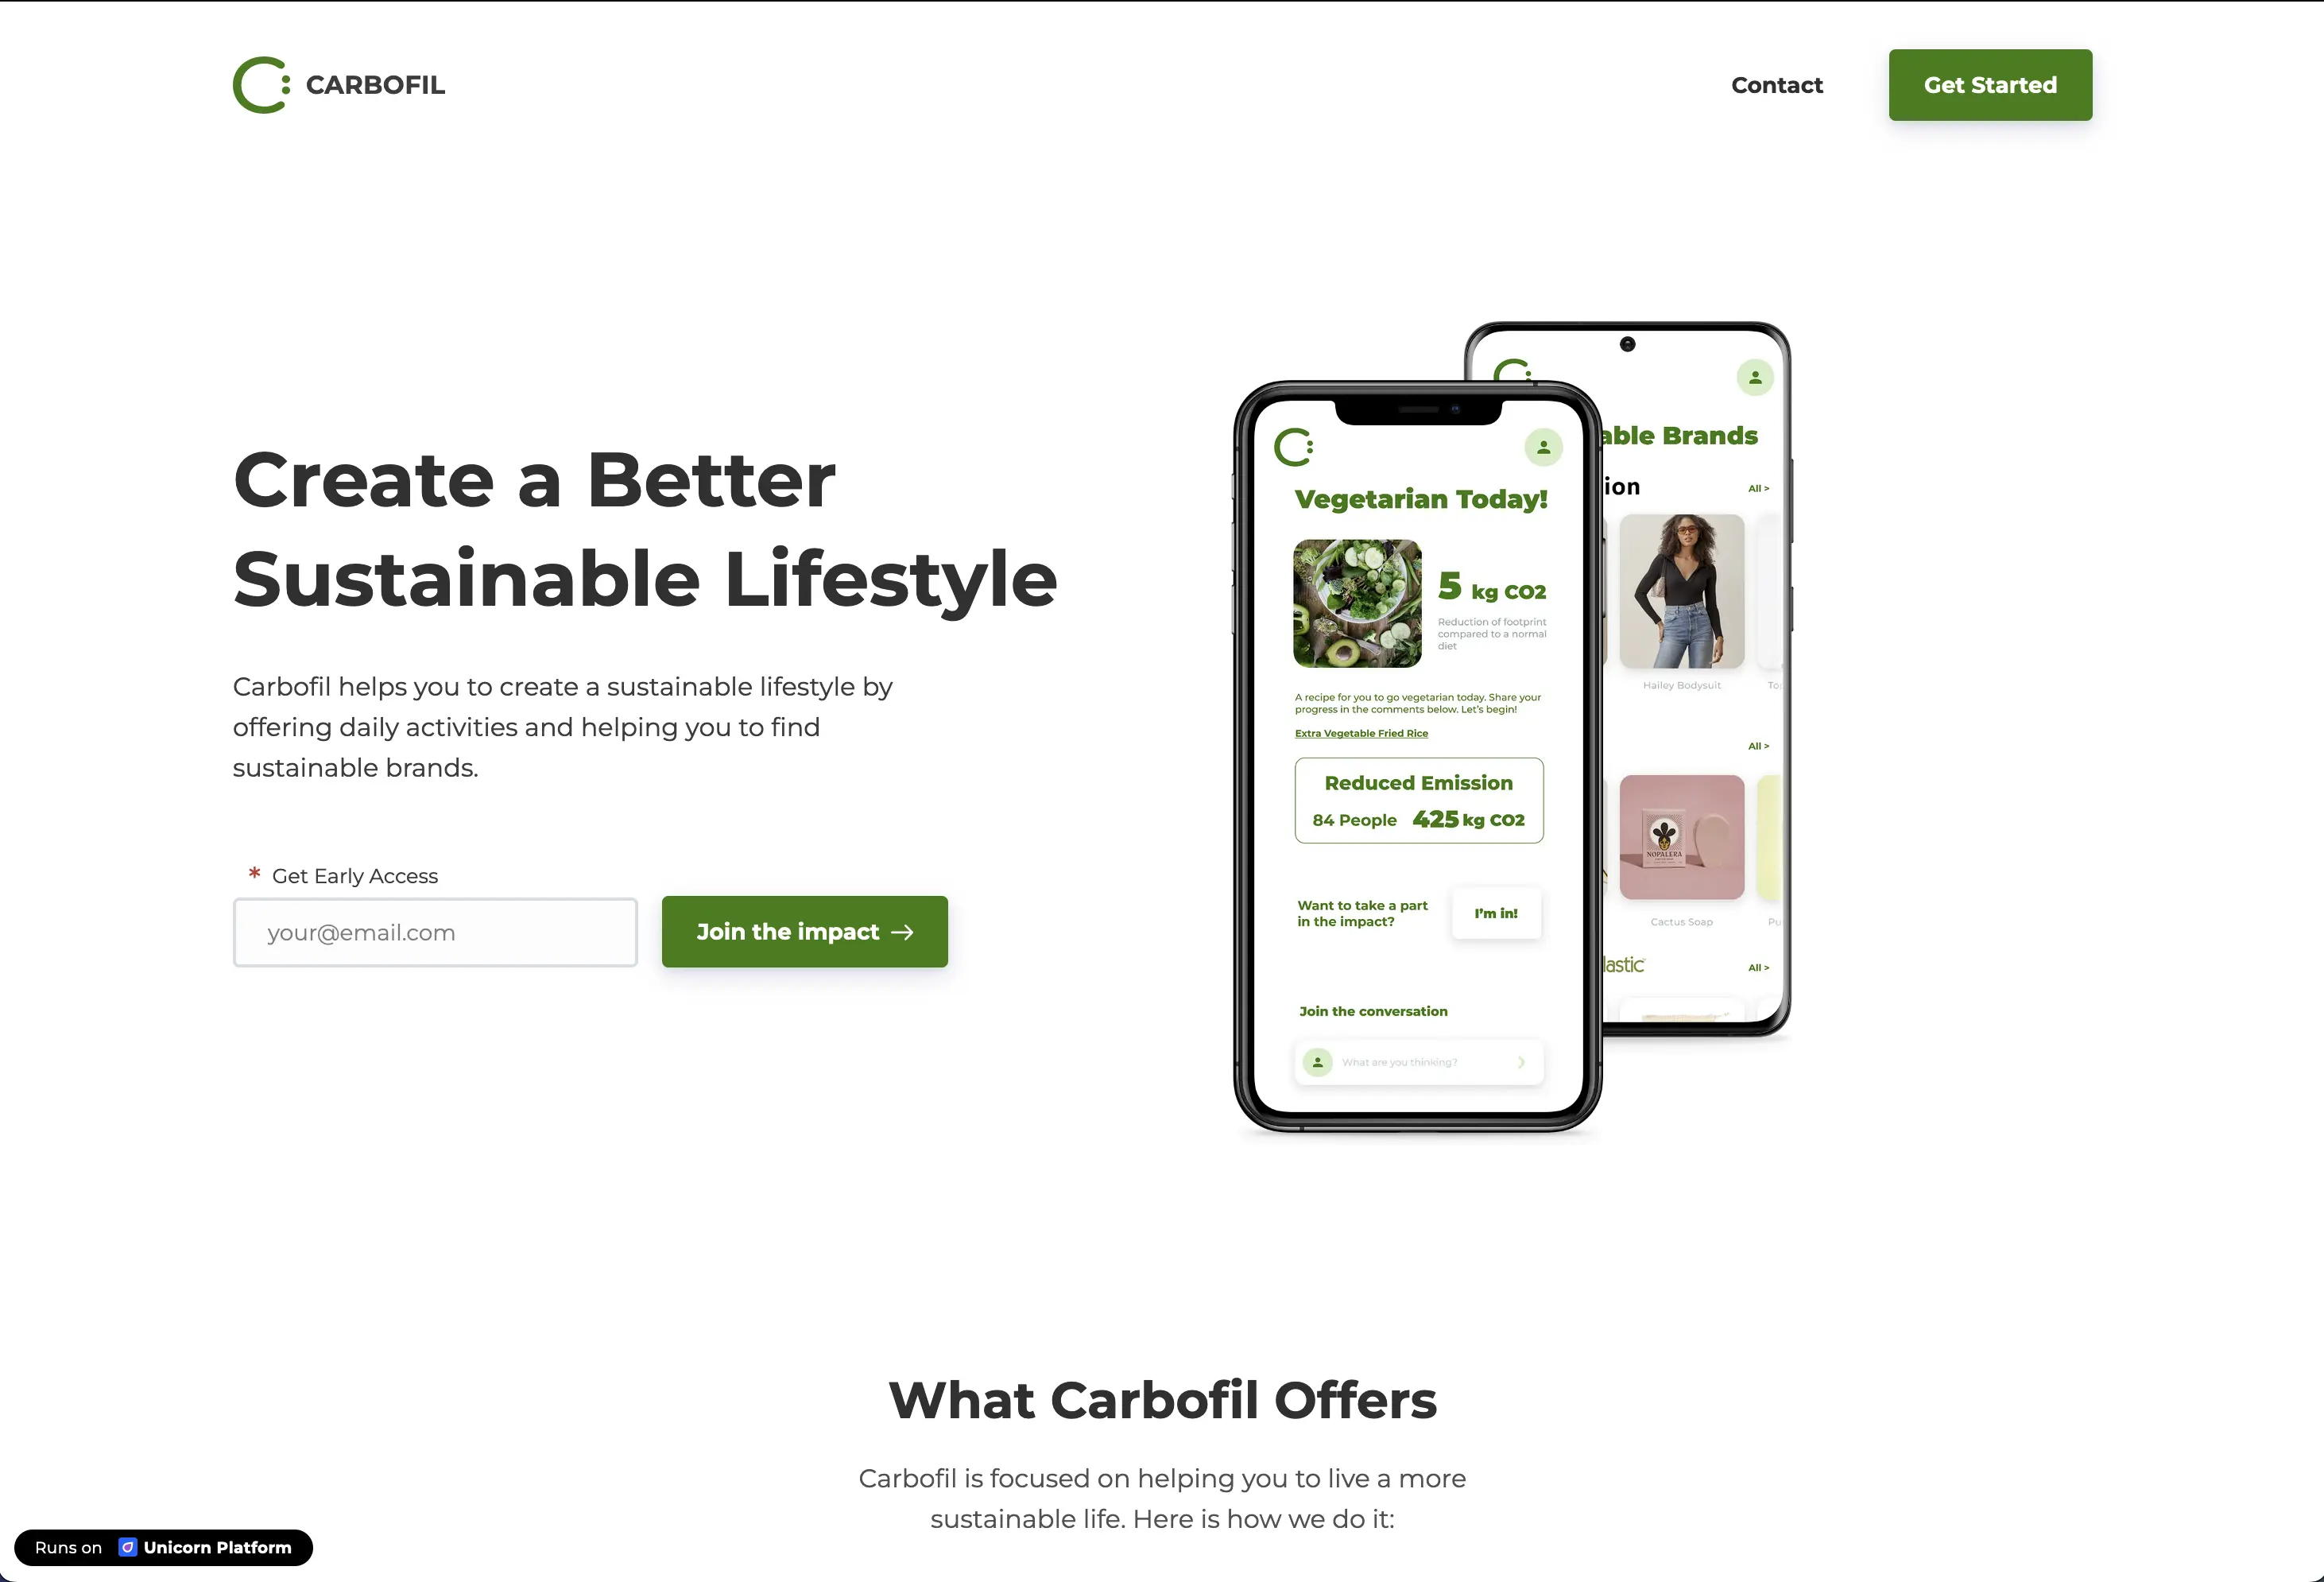 CARBOFIL
Contact
Get Started
Create a Better
Sustainable Lifestyle
Carbofil helps you to create a sustainable lifestyle by
offering daily activities and helping you to find
sustainable brands.
* Get Early Access
your@email.com
Join the impact →
Vegetarian Today!
5 kg CO2
Reduction of footprint
compared to a normal
diet
A recipe for you to go vegetarian today. Share your
progress in the comments below. Let's begin!
Extra Vegetable Fried Rice
Reduced Emission
84 People 425 kg CO2
Want to take a part
in the impact?
I'm in!
Join the conversation
What are you thinking?
able Brands
ion
All >
Hailey Bodysuit
All >
NOPALERA
Cactus Soap
Pu
lastic
All >
What Carbofil Offers
Carbofil is focused on helping you to live a more
sustainable life. Here is how we do it:
Runs on Unicorn Platform